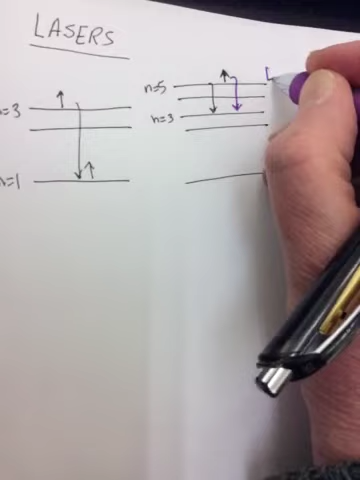 LASERS
n=5
n=3
=3
n=1